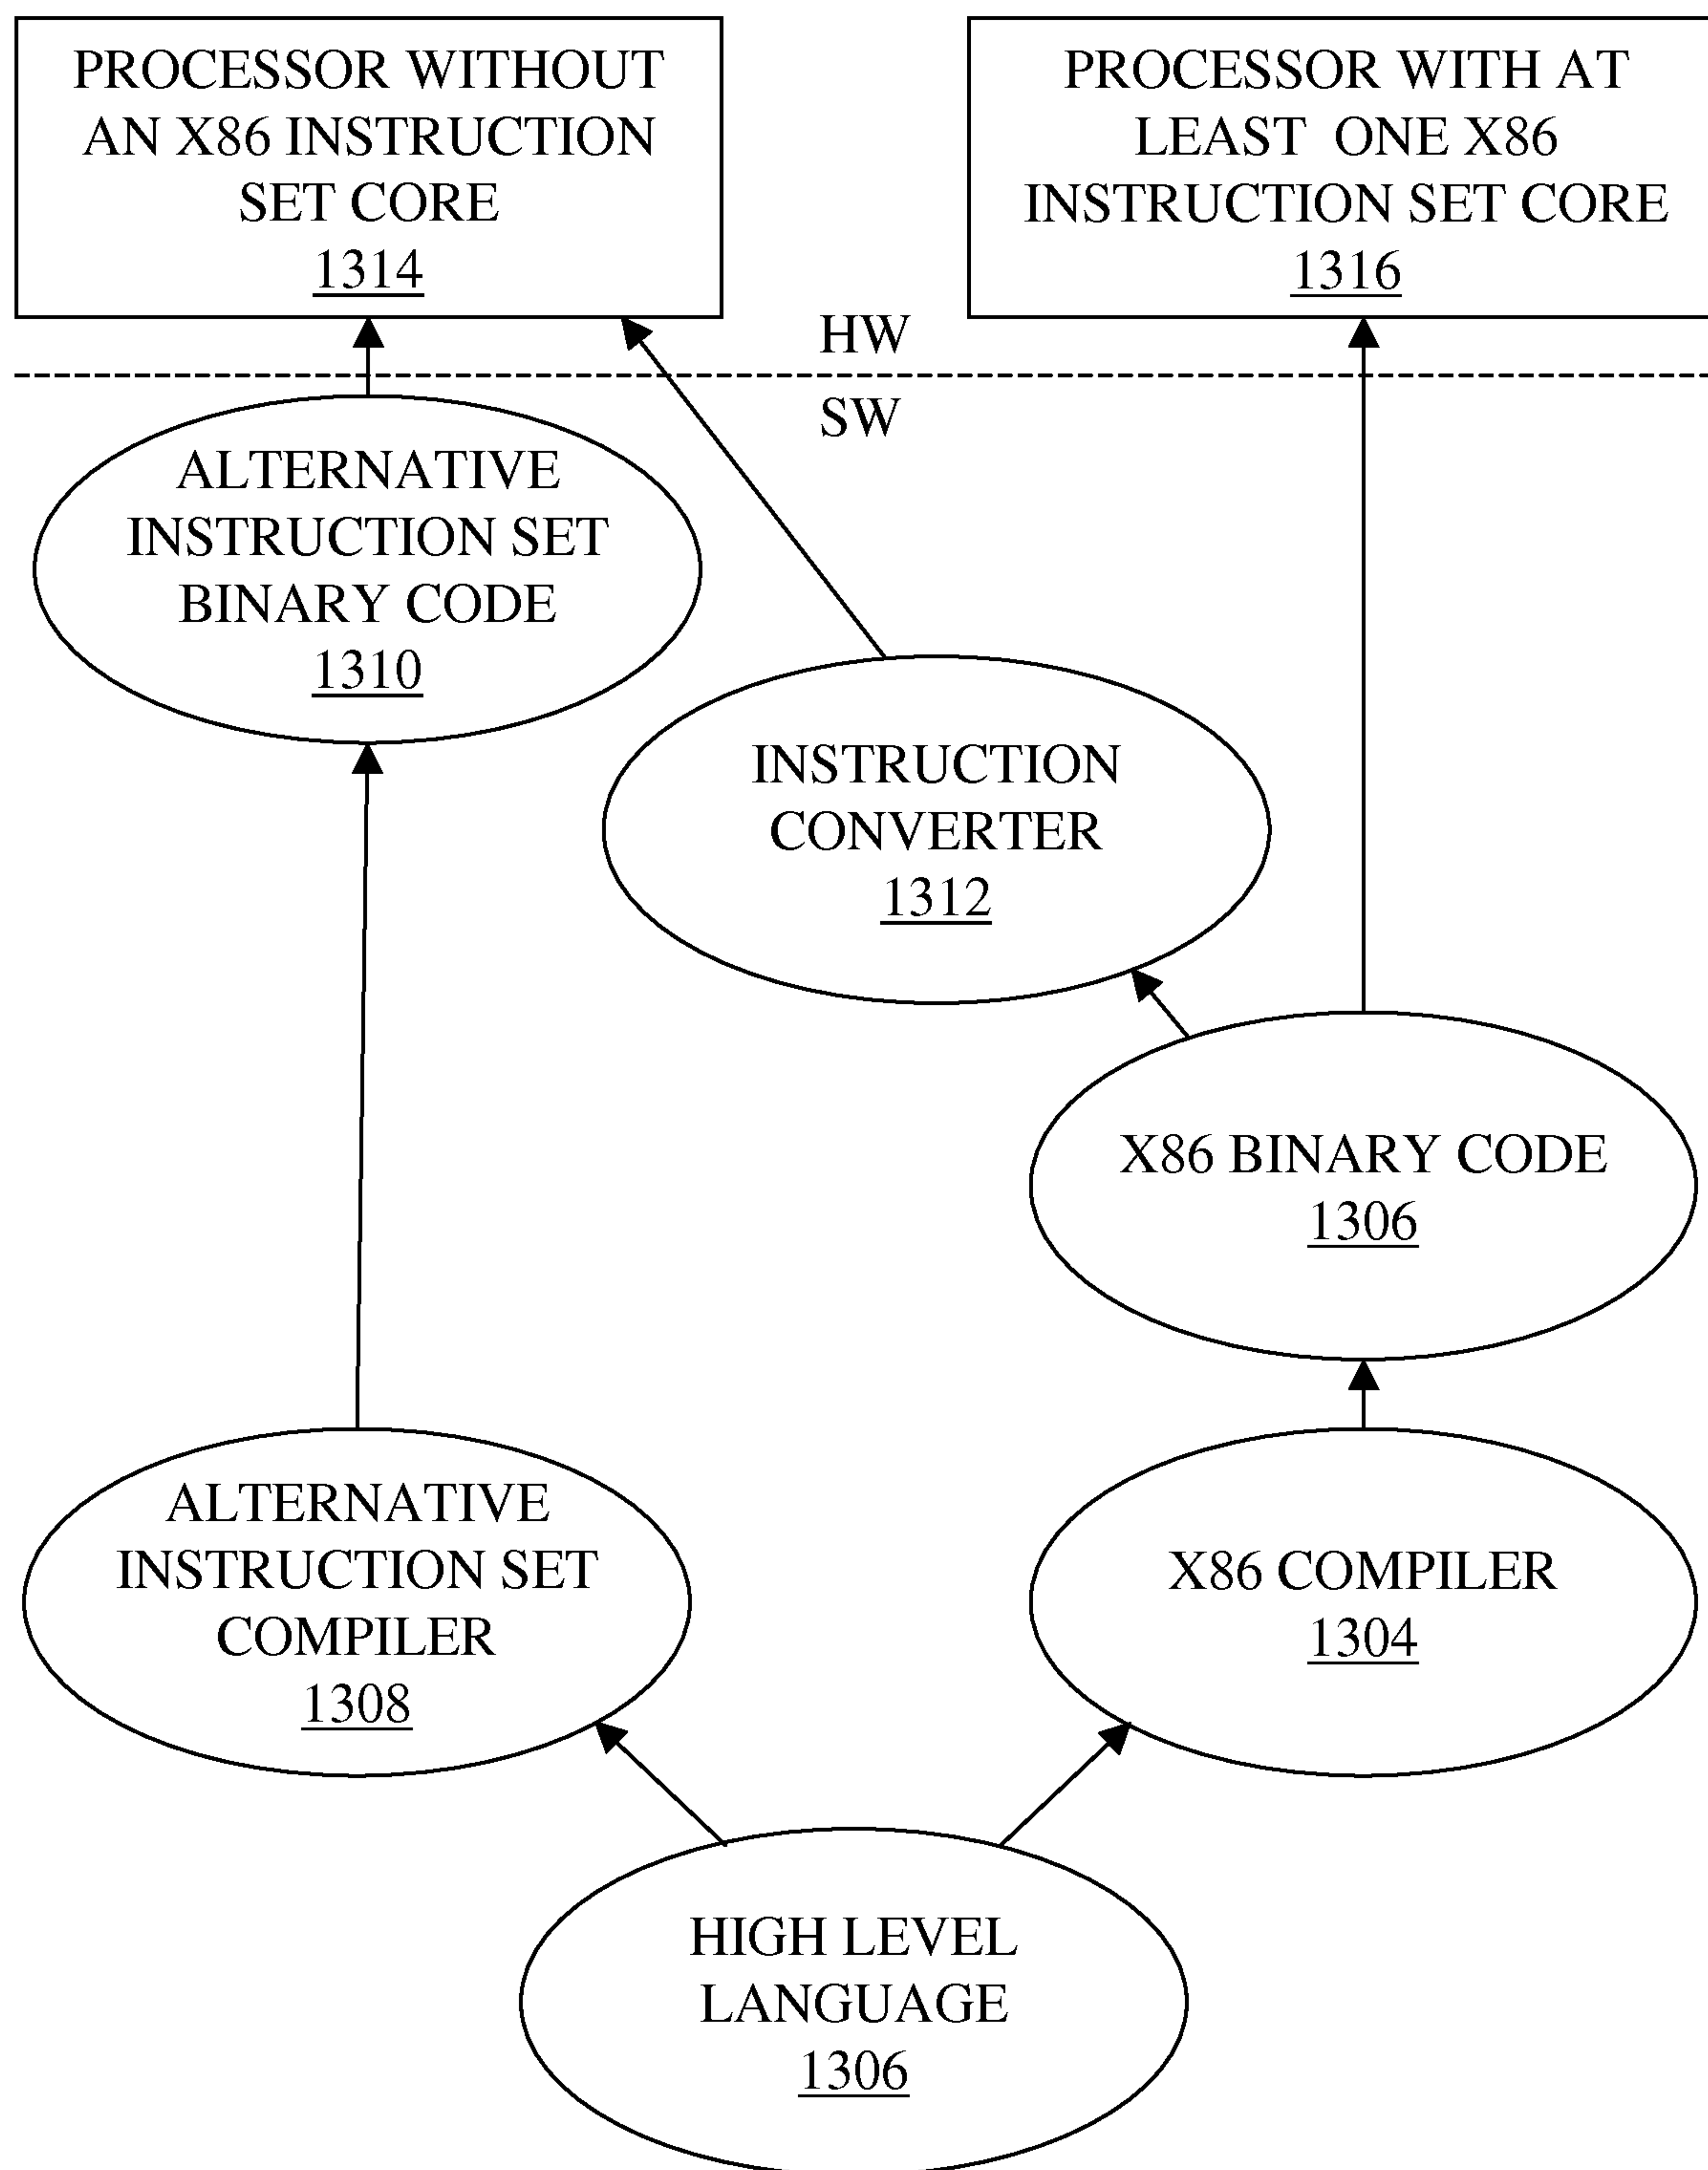 PROCESSOR WITHOUT
AN X86 INSTRUCTION
SET CORE
1314
PROCESSOR WITH AT
LEAST ONE X86
INSTRUCTION SET CORE
1316
HW
SW
ALTERNATIVE
INSTRUCTION SET
BINARY CODE
1310
INSTRUCTION
CONVERTER
1312
X86 BINARY CODE
1306
ALTERNATIVE
INSTRUCTION SET
COMPILER
1308
X86 COMPILER
1304
HIGH LEVEL
LANGUAGE
1306